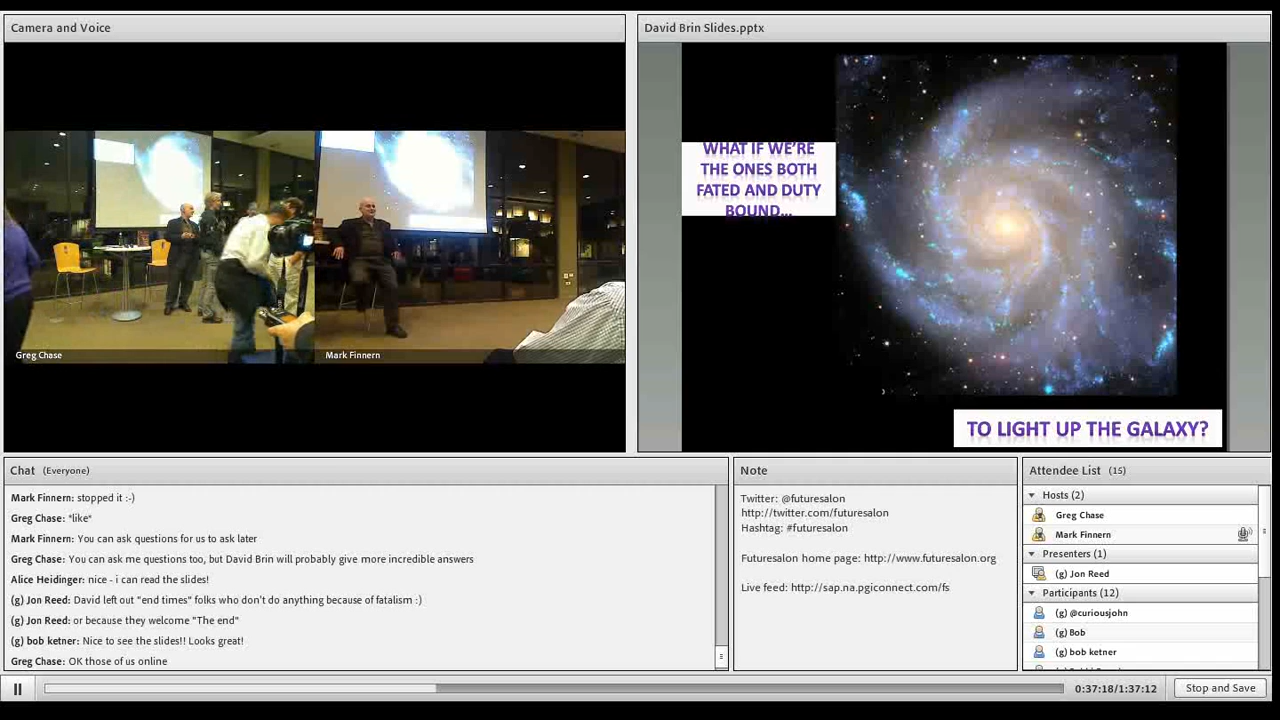 Camera and Voice
Greg Chase
Mark Finnern
David Brin Slides.pptx
WHAT IF WE'RE
THE ONES BOTH
FATED AND DUTY
BOUND...
TO LIGHT UP THE GALAXY?
Chat (Everyone)
Mark Finnern: stopped it :-)
Greg Chase: *like*
Mark Finnern: You can ask questions for us to ask later
Greg Chase: You can ask me questions too, but David Brin will probably give more incredible answers
Alice Heidinger: nice - i can read the slides!
(g) Jon Reed: David left out "end times" folks who don't do anything because of fatalism :)
(g) Jon Reed: or because they welcome "The end"
(g) bob ketner: Nice to see the slides!! Looks great!
Greg Chase: OK those of us online
Note
Twitter: @futuresalon
http://twitter.com/futuresalon
Hashtag: #futuresalon
Futuresalon home page: http://www.futuresalon.org
Live feed: http://sap.na.pgiconnect.com/fs
Attendee List (15)
Hosts (2)
Greg Chase
Mark Finnern
Presenters (1)
(g) Jon Reed
Participants (12)
(g) @curiousjohn
(g) Bob
(g) bob ketner
0:37:18/1:37:12
Stop and Save